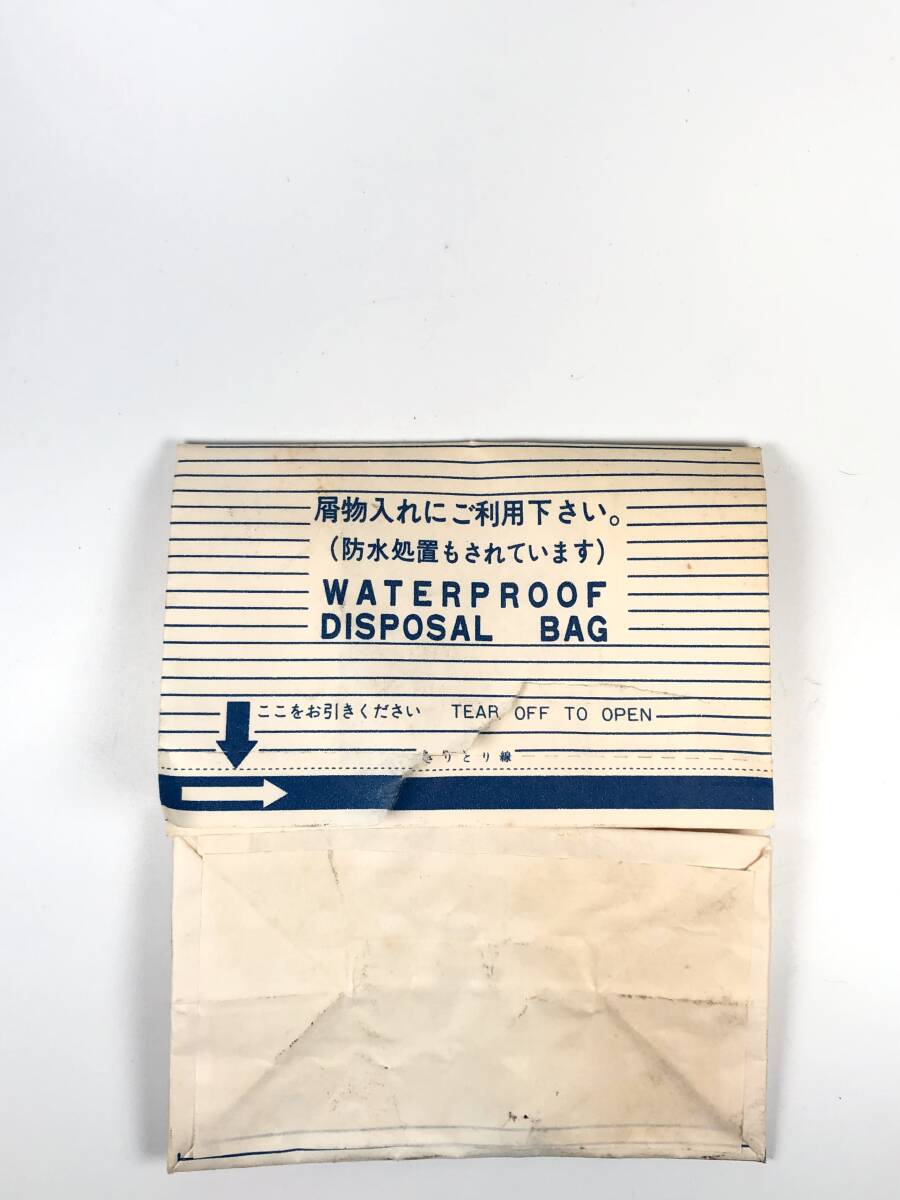 屑物入れにご利用下さい。
(防水処置もされています)
WATERPROOF
DISPOSAL BAG
ここをお引きください TEAR OFF TO OPEN
きりとり線